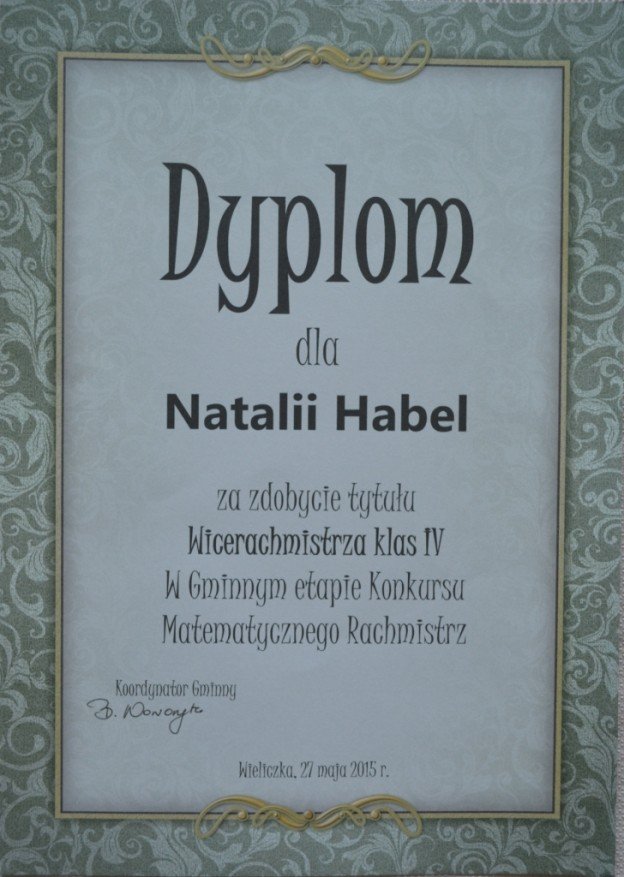 Dyplom
dla
Natalii Habel
za zdobycie tytułu
Wicerachmistrza klas IV
W Gminnym etapie Konkursu
Matematycznego Rachmistrz
Koordynator Gminny
Wieliczka, 27 maja 2015 r.